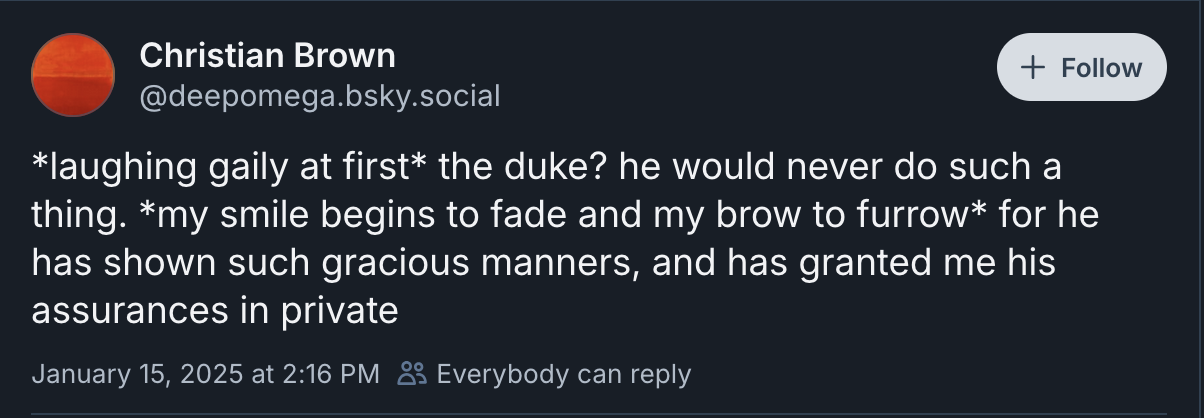 Christian Brown
+ Follow
@deepomega.bsky.social
*laughing gaily at first* the duke? he would never do such a
thing. *my smile begins to fade and my brow to furrow* for he
has shown such gracious manners, and has granted me his
assurances in private
January 15, 2025 at 2:16 PM Everybody can reply